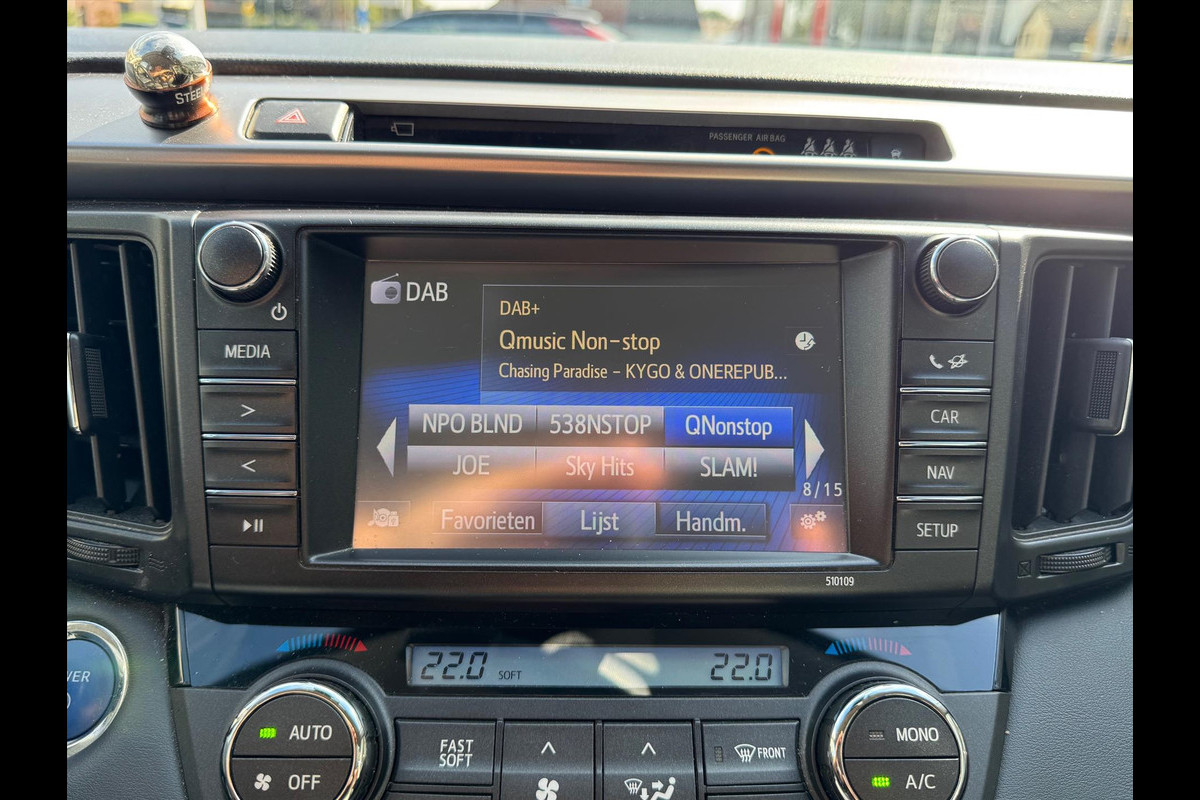 STEEL
PASSENGER AIR BAG
DAB
DAB+
Qmusic Non-stop
Chasing Paradise - KYGO & ONEREPUB...
NPO BLND 538NSTOP QNonstop
JOE Sky Hits SLAM!
8/15
Favorieten Lijst Handm.
MEDIA
>
<
CAR
NAV
SETUP
510109
22.0 SOFT 22.0
AUTO
OFF
FAST
SOFT
FRONT
MONO
A/C